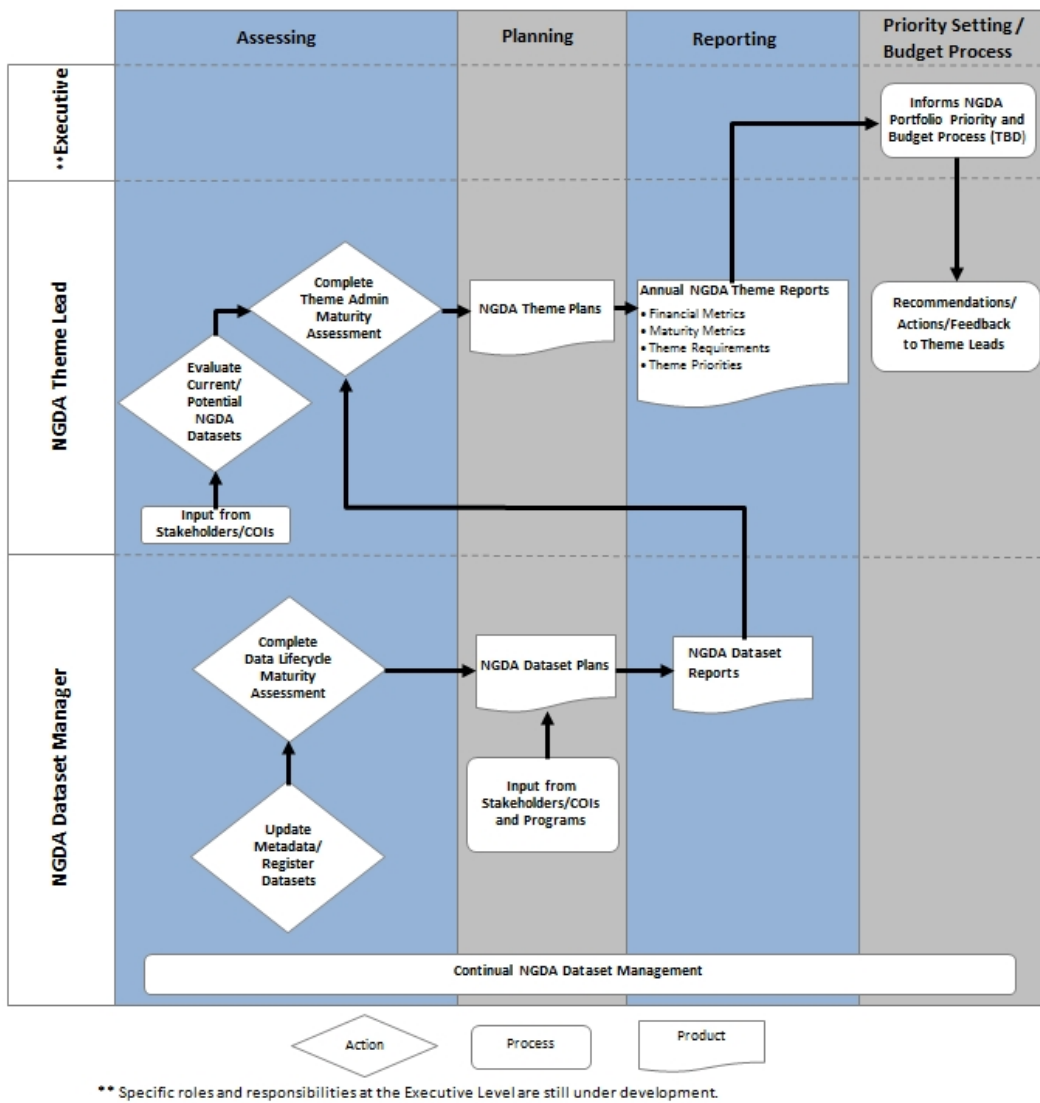 Assessing
Planning
Reporting
Priority Setting /
Budget Process
**Executive
Informs NGDA
Portfolio Priority and
Budget Process (TBD)
NGDA Theme Lead
Complete
Theme Admin
Maturity
Assessment
NGDA Theme Plans
Annual NGDA Theme Reports
• Financial Metrics
• Maturity Metrics
• Theme Requirements
• Theme Priorities
Recommendations/
Actions/Feedback
to Theme Leads
Evaluate
Current/
Potential
NGDA
Datasets
Input from
Stakeholders/COIs
NGDA Dataset Manager
Complete
Data Lifecycle
Maturity
Assessment
NGDA Dataset Plans
NGDA Dataset
Reports
Input from
Stakeholders/COIs
and Programs
Update
Metadata/
Register
Datasets
Continual NGDA Dataset Management
Action
Process
Product
** Specific roles and responsibilities at the Executive Level are still under development.